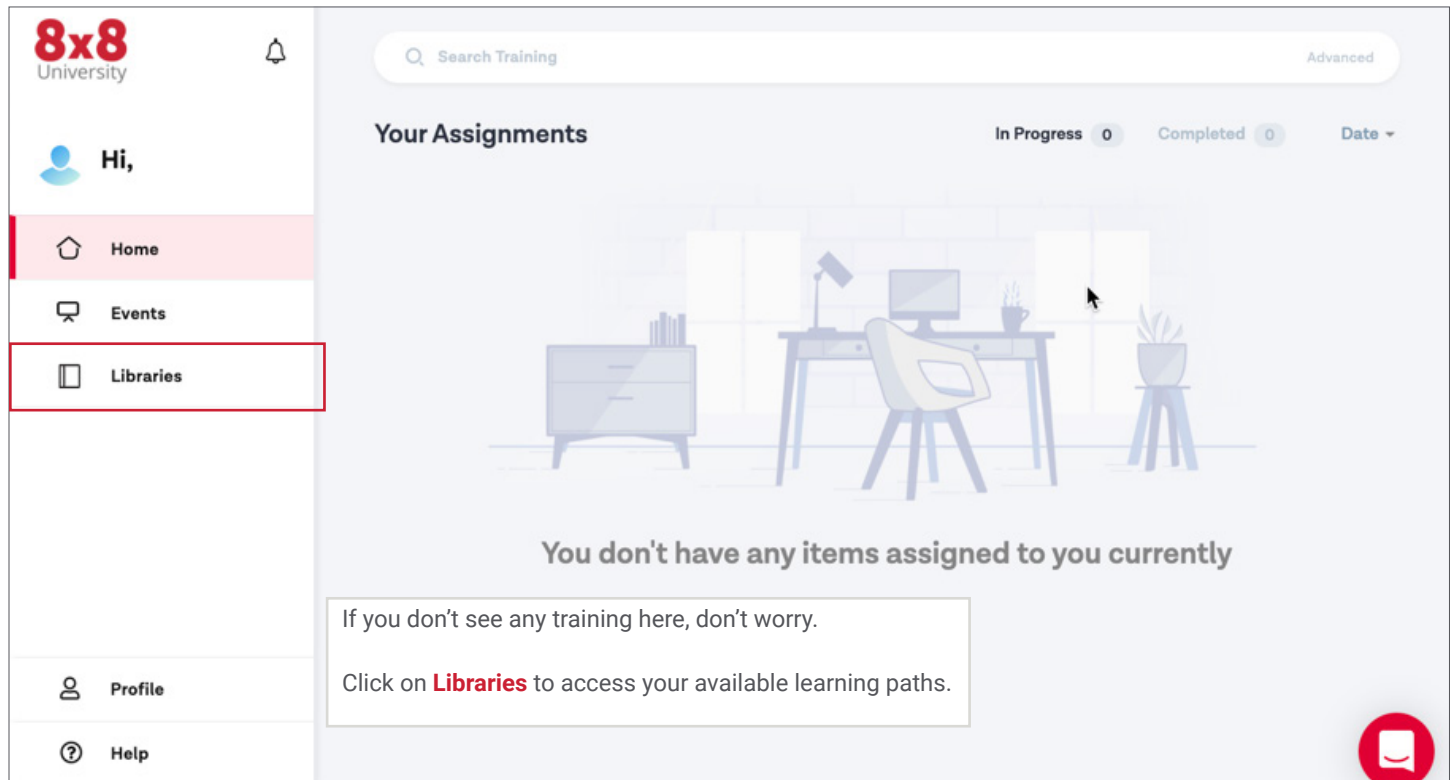 8x8
University
Search Training
Advanced
Your Assignments
In Progress 0
Completed 0
Date
Hi,
Home
Events
Libraries
You don't have any items assigned to you currently
If you don’t see any training here, don’t worry.
Click on Libraries to access your available learning paths.
Profile
Help